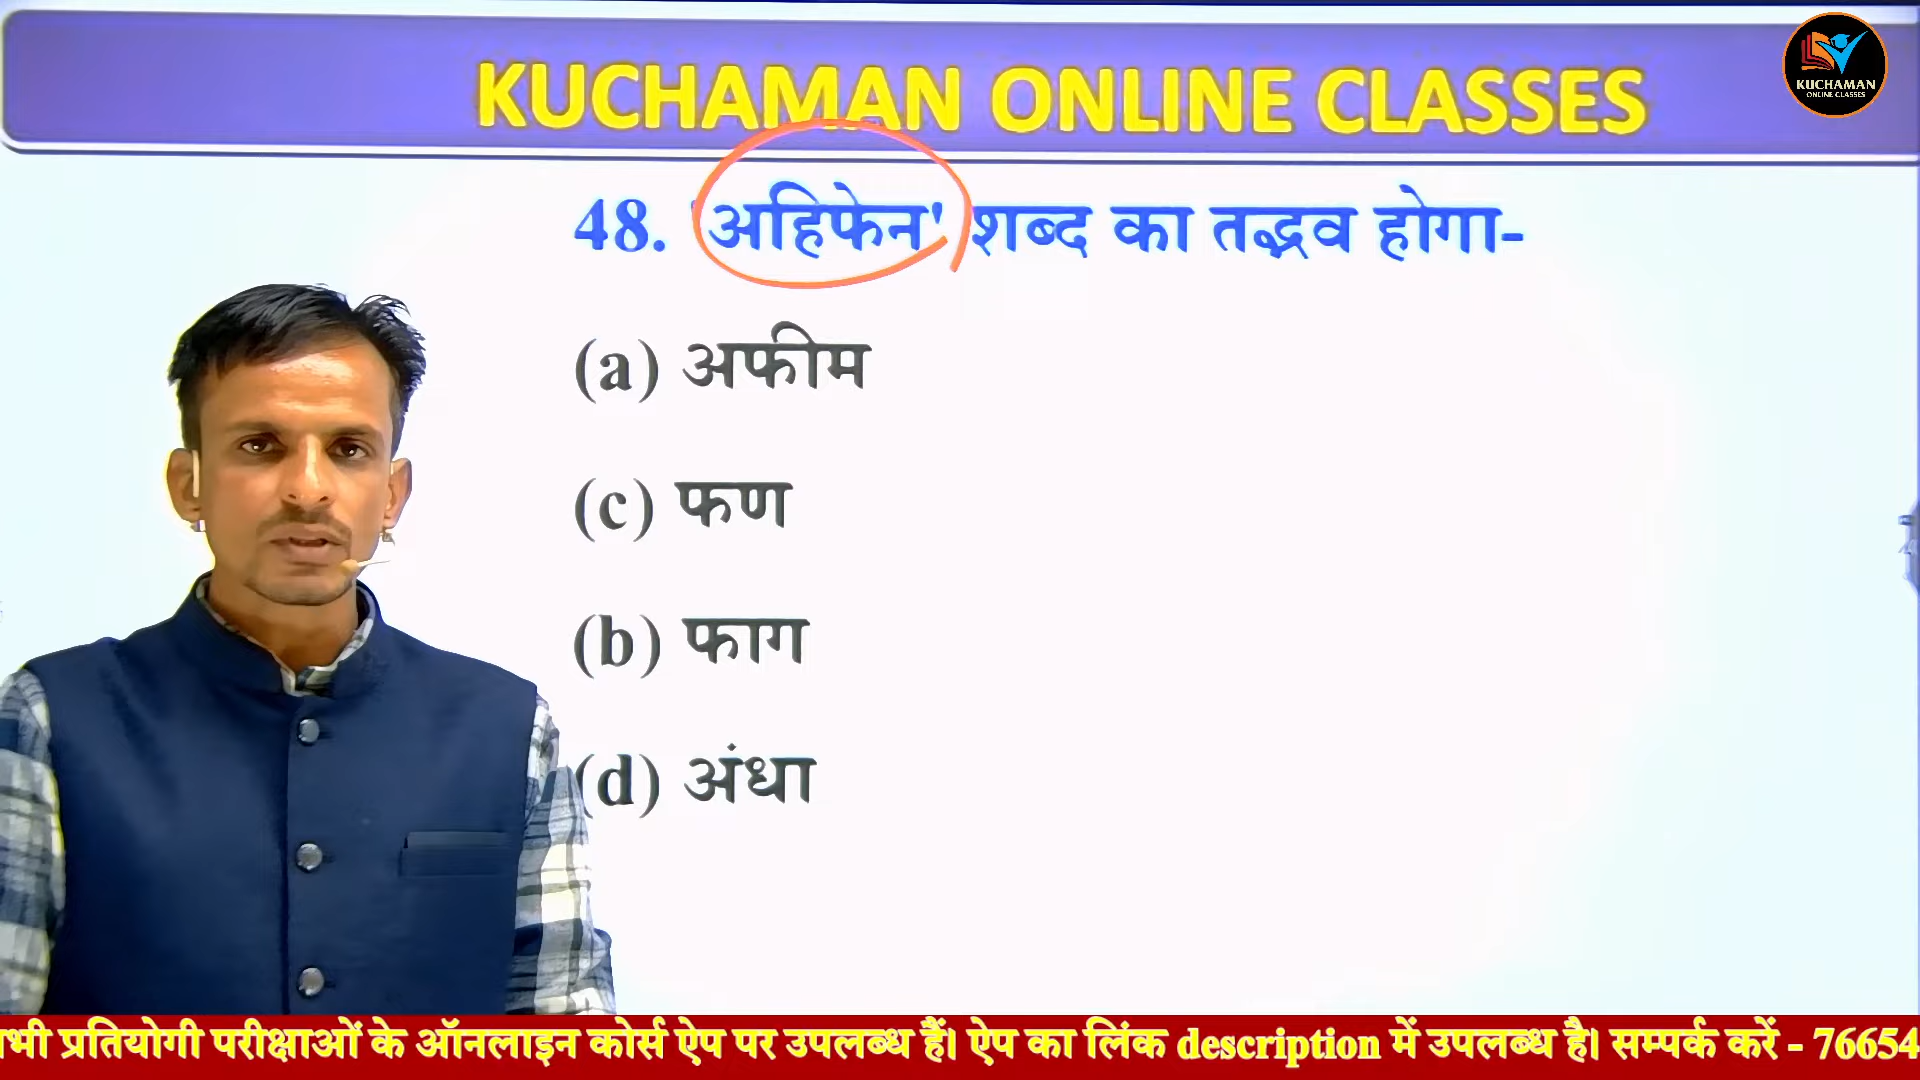 KUCHAMAN ONLINE CLASSES
KUCHAMAN
ONLINE CLASSES
48. 'अहिफेन' शब्द का तद्भव होगा-
(a) अफीम
(c) फण
(b) फाग
(d) अंधा
भी प्रतियोगी परीक्षाओं के ऑनलाइन कोर्स ऐप पर उपलब्ध हैं। ऐप का लिंक description में उपलब्ध है। सम्पर्क करें - 76654